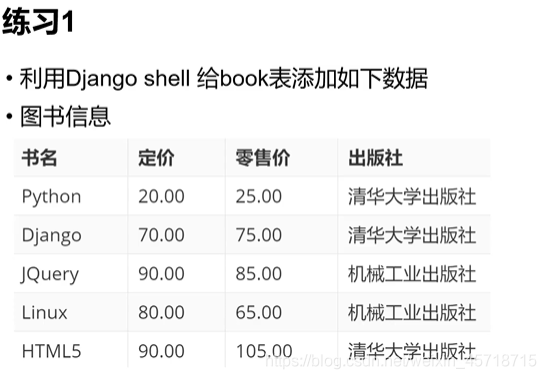 练习1
• 利用Django shell 给book表添加如下数据
• 图书信息
书名 定价 零售价 出版社
Python 20.00 25.00 清华大学出版社
Django 70.00 75.00 清华大学出版社
JQuery 90.00 85.00 机械工业出版社
Linux 80.00 65.00 机械工业出版社
HTML5 90.00 105.00 清华大学出版社
https://blog.csdn.net/weixin_45718715